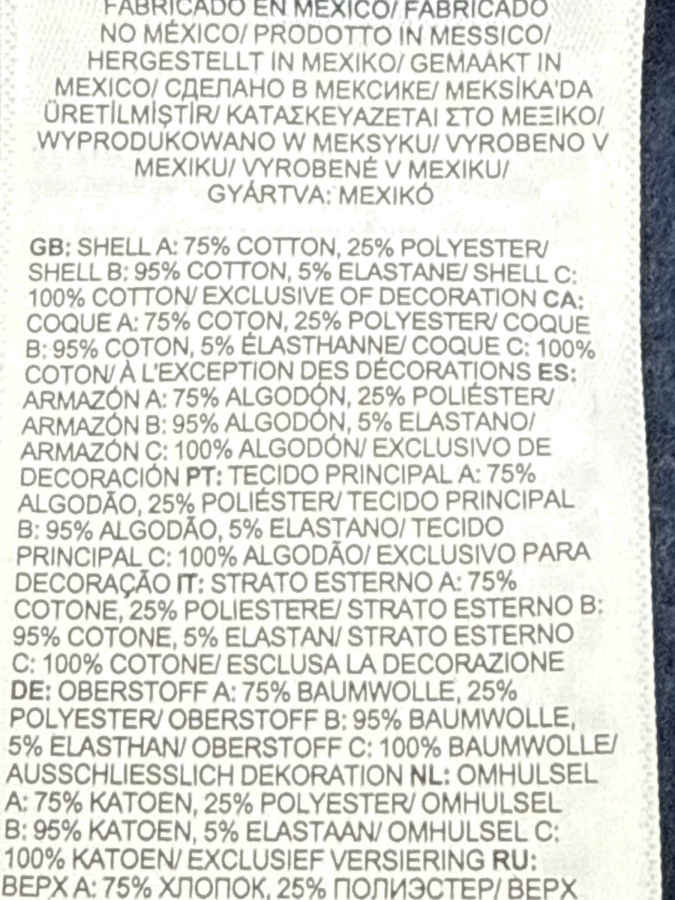 FABRICADO EN MÉXICO/ FABRICADO
NO MÉXICO/ PRODOTTO IN MESSICO/
HERGESTELLT IN MEXIKO/ GEMAAKT IN
MEXICO/ СДЕЛАНО В МЕКСИКЕ/ MEKSİKA'DA
ÜRETİLMİŞTİR/ ΚΑΤΑΣΚΕΥΑΖΕΤΑΙ ΣΤΟ ΜΕΞΙΚΟ/
WYPRODUKOWANO W MEKSYKU/ VYROBENO V
MEXIKU/ VYROBENÉ V MEXIKU/
GYÁRTVA: MEXIKÓ
GB: SHELL A: 75% COTTON, 25% POLYESTER/
SHELL B: 95% COTTON, 5% ELASTANE/ SHELL C:
100% COTTON/ EXCLUSIVE OF DECORATION CA:
COQUE A: 75% COTON, 25% POLYESTER/ COQUE
B: 95% COTON, 5% ÉLASTHANNE/ COQUE C: 100%
COTON/ À L'EXCEPTION DES DÉCORATIONS ES:
ARMAZÓN A: 75% ALGODÓN, 25% POLIÉSTER/
ARMAZÓN B: 95% ALGODÓN, 5% ELASTANO/
ARMAZÓN C: 100% ALGODÓN/ EXCLUSIVO DE
DECORACIÓN PT: TECIDO PRINCIPAL A: 75%
ALGODÃO, 25% POLIÉSTER/ TECIDO PRINCIPAL
B: 95% ALGODÃO, 5% ELASTANO/ TECIDO
PRINCIPAL C: 100% ALGODÃO/ EXCLUSIVO PARA
DECORAÇÃO IT: STRATO ESTERNO A: 75%
COTONE, 25% POLIESTERE/ STRATO ESTERNO B:
95% COTONE, 5% ELASTAN/ STRATO ESTERNO
C: 100% COTONE/ ESCLUSA LA DECORAZIONE
DE: OBERSTOFF A: 75% BAUMWOLLE, 25%
POLYESTER/ OBERSTOFF B: 95% BAUMWOLLE,
5% ELASTHAN/ OBERSTOFF C: 100% BAUMWOLLE/
AUSSCHLIESSLICH DEKORATION NL: OMHULSEL
A: 75% KATOEN, 25% POLYESTER/ OMHULSEL
B: 95% KATOEN, 5% ELASTAAN/ OMHULSEL C:
100% KATOEN/ EXCLUSIEF VERSIERING RU:
ВЕРХ A: 75% ХЛОПОК, 25% ПОЛИЭСТЕР/ ВЕРХ